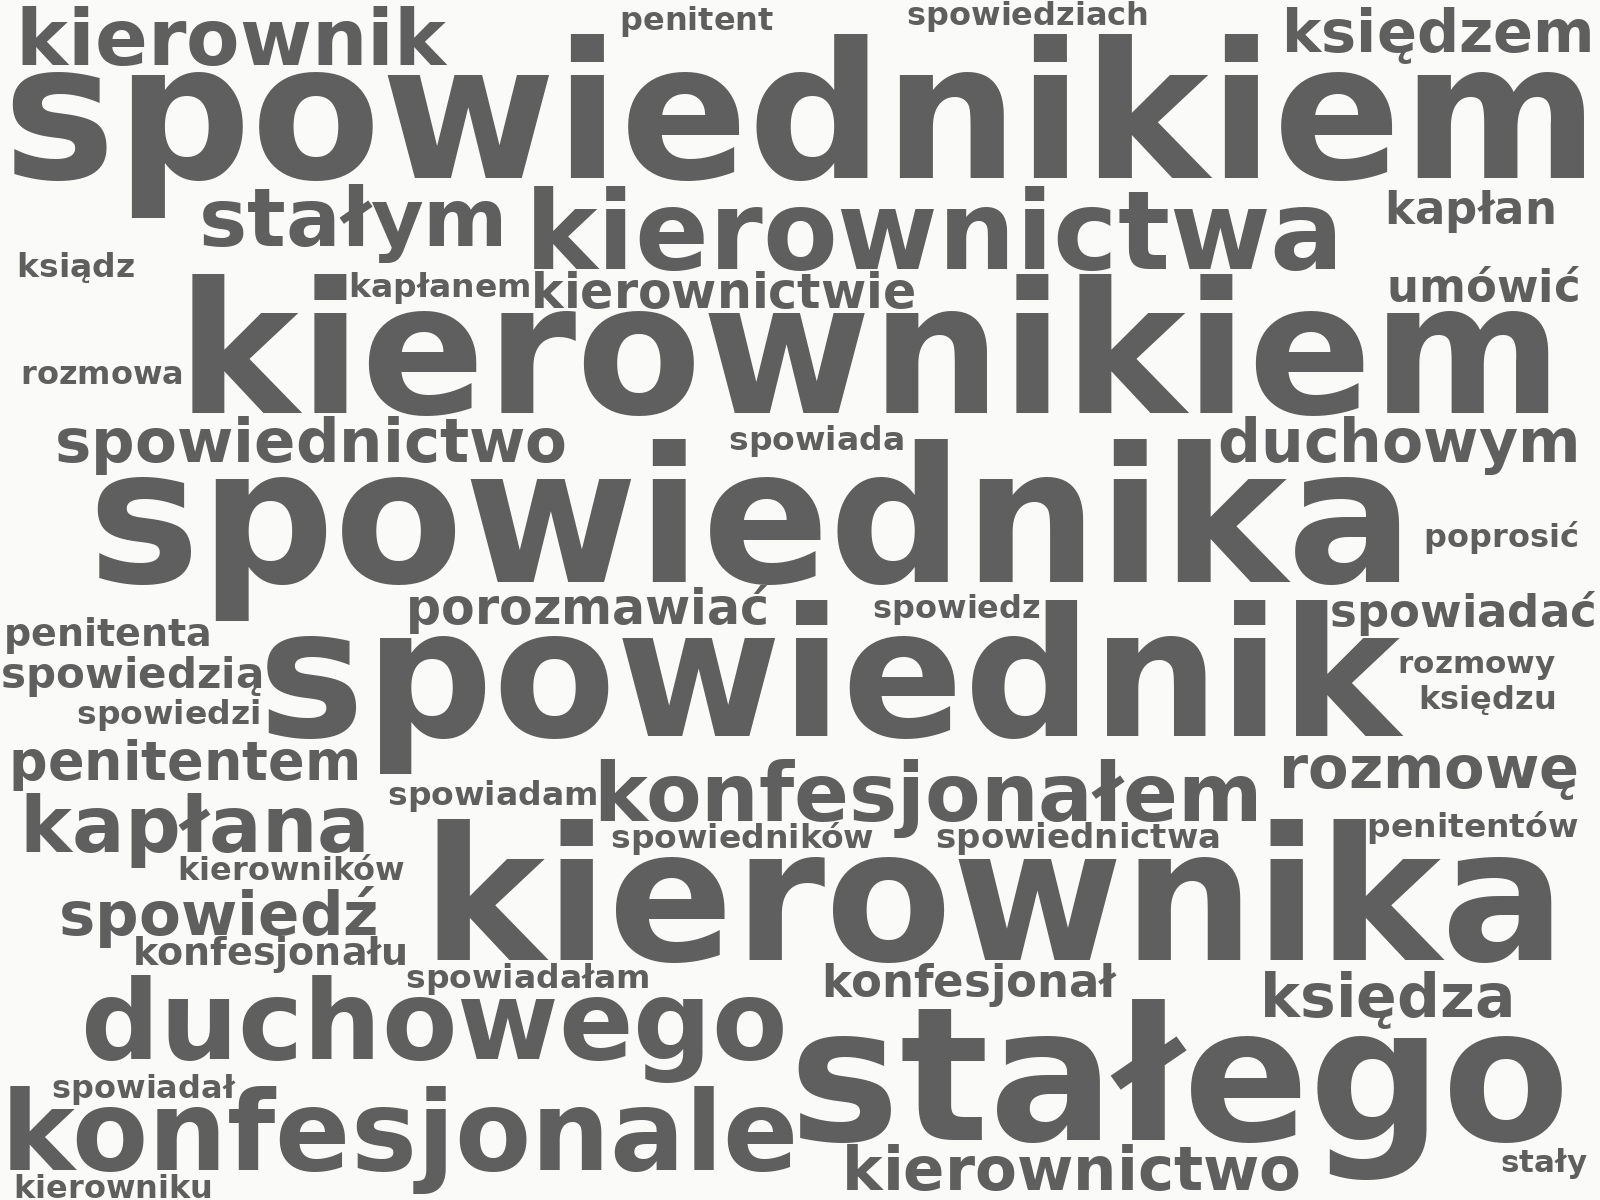 kierownik penitent spowiedziach księdzem
spowiednikiem
stałym kierownictwa kapłan
ksiądz kapłanem kierownictwie umówić
kierownikiem
rozmowa
spowiednictwo spowiada duchowym
spowiednika
poprosić
porozmawiać spowiedz spowiadać
penitenta
spowiednik
spowiedzią rozmowy
spowiedzi księdzu
penitentem konfesjonałem rozmowę
spowiadam
kapłana spowiedników spowiednictwa penitentów
kierowników
kierownika
spowiedź
konfesjonału
spowiadałam konfesjonał księdza
duchowego
stałego
spowiadał
konfesjonale
kierownictwo stały
kierowniku